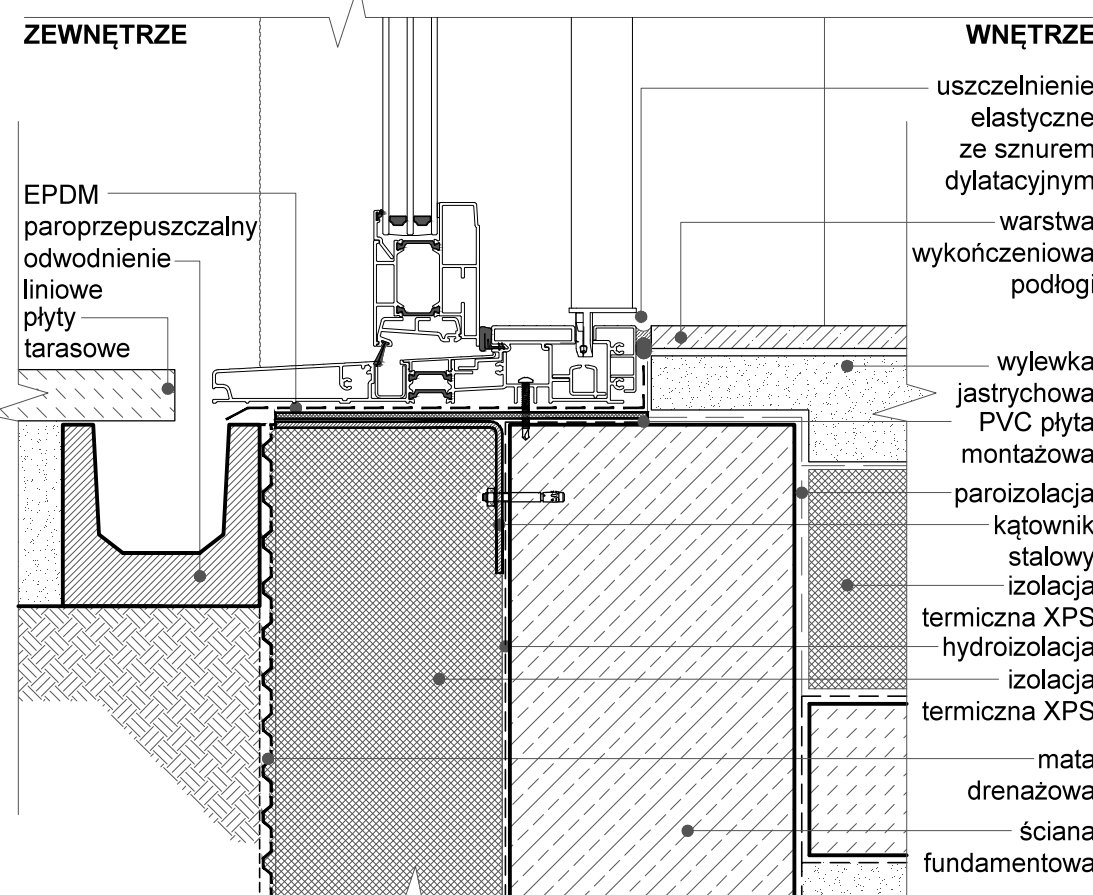 ZEWNĘTRZE
WNĘTRZE
uszczelnienie
elastyczne
ze sznurem
dylatacyjnym
EPDM
paroprzepuszczalny
odwodnienie
liniowe
płyty
tarasowe
warstwa
wykończeniowa
podłogi
wylewka
jastrychowa
PVC płyta
montażowa
paroizolacja
kątownik
stalowy
izolacja
termiczna XPS
hydroizolacja
izolacja
termiczna XPS
mata
drenażowa
ściana
fundamentowa